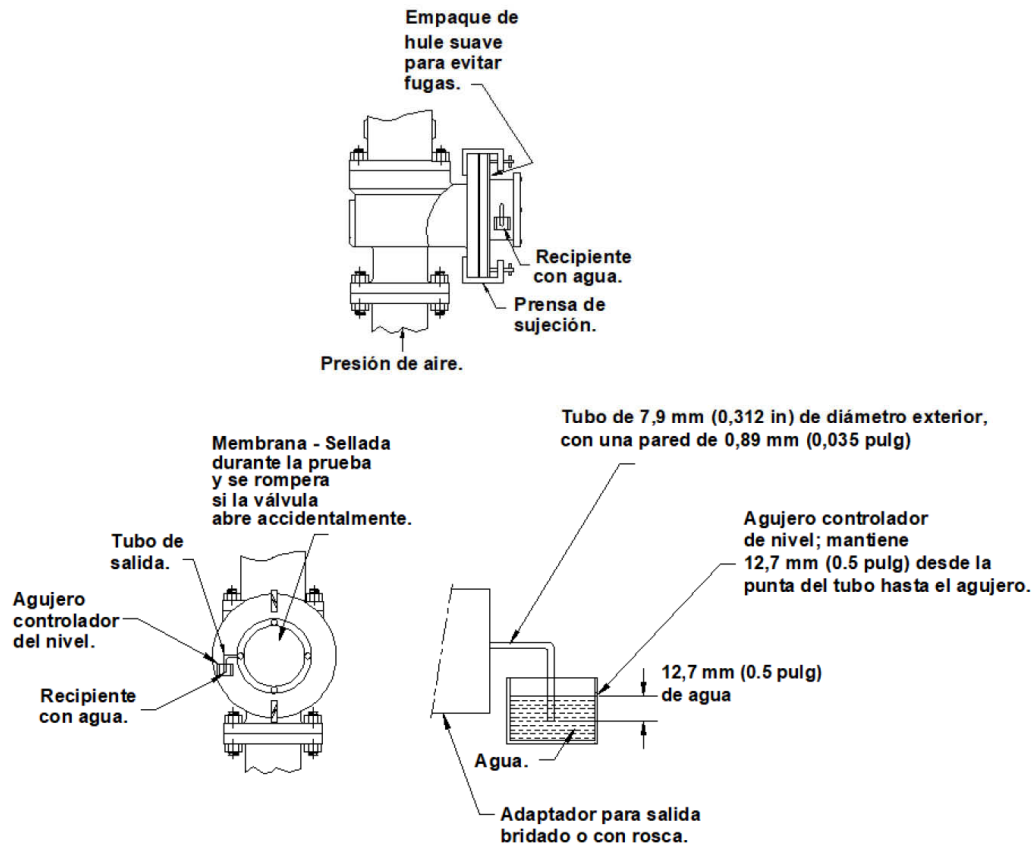 Empaque de
hule suave
para evitar
fugas.
Recipiente
con agua.
Prensa de
sujeción.
Presión de aire.
Tubo de 7,9 mm (0,312 in) de diámetro exterior,
con una pared de 0,89 mm (0,035 pulg)
Membrana - Sellada
durante la prueba
y se rompera
si la válvula
abre accidentalmente.
Agujero controlador
de nivel; mantiene
12,7 mm (0.5 pulg) desde la
punta del tubo hasta el agujero.
Tubo de
salida.
Agujero
controlador
del nivel.
Recipiente
con agua.
12,7 mm (0.5 pulg)
de agua
Agua.
Adaptador para salida
bridado o con rosca.